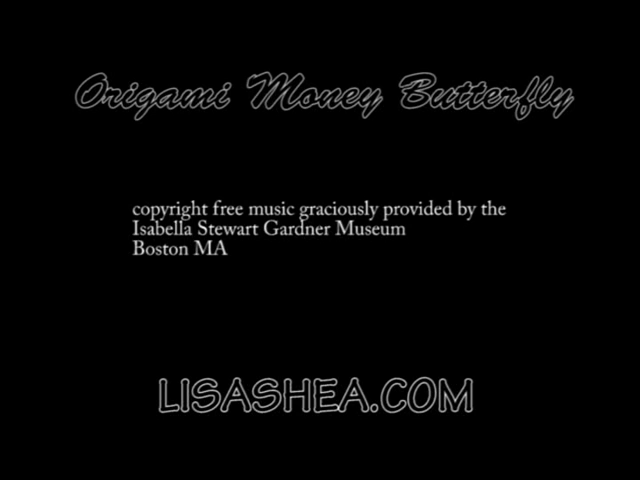 Origami Money Butterfly
copyright free music graciously provided by the
Isabella Stewart Gardner Museum
Boston MA
LISASHEA.COM